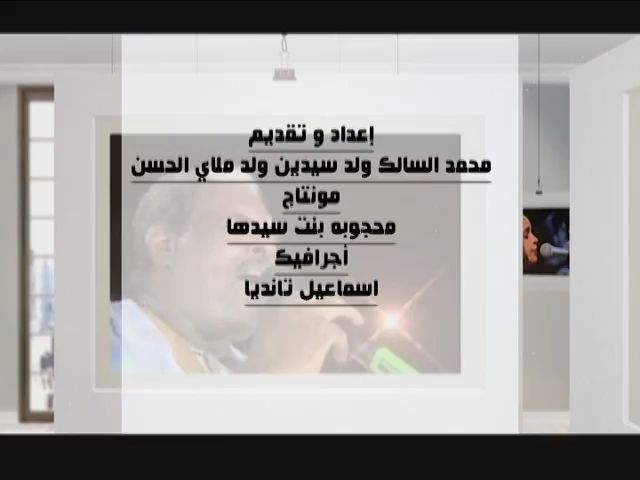 إعداد و تقديم
محمد السالك ولد سيدين ولد ملاي الحسن
مونتاج
محجوبه بنت سيدها
أجرافيك
اسماعيل تانديا